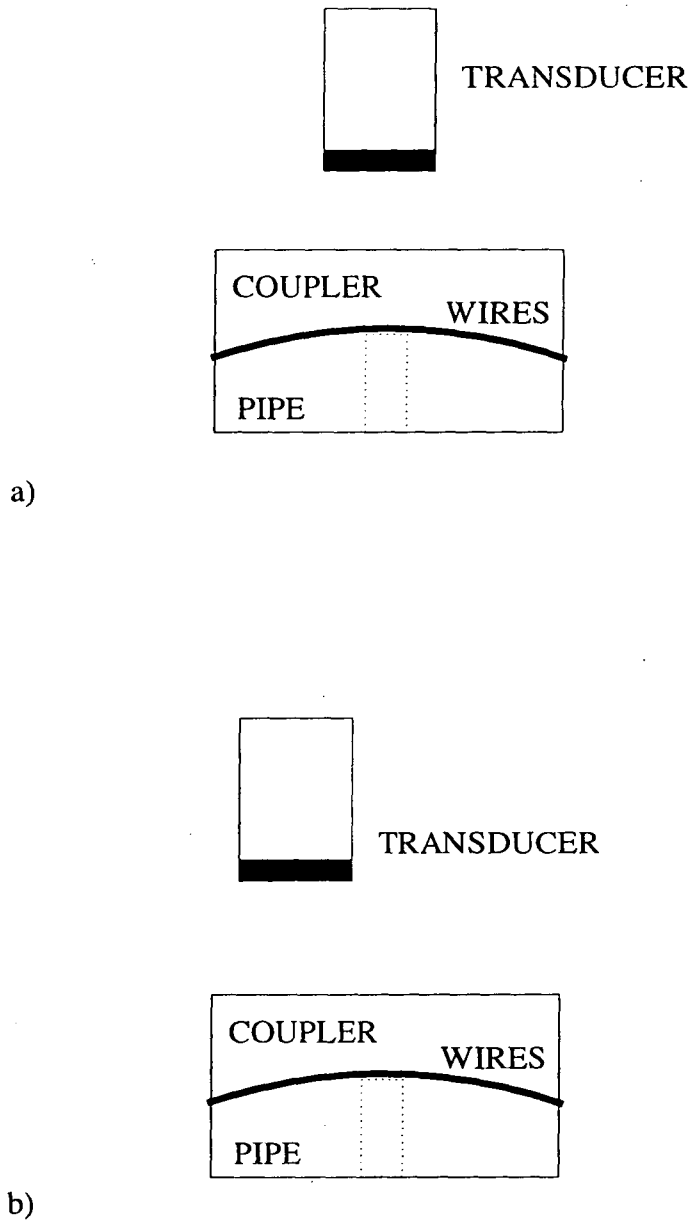 TRANSDUCER
COUPLER
WIRES
PIPE
a)
TRANSDUCER
COUPLER
WIRES
PIPE
b)